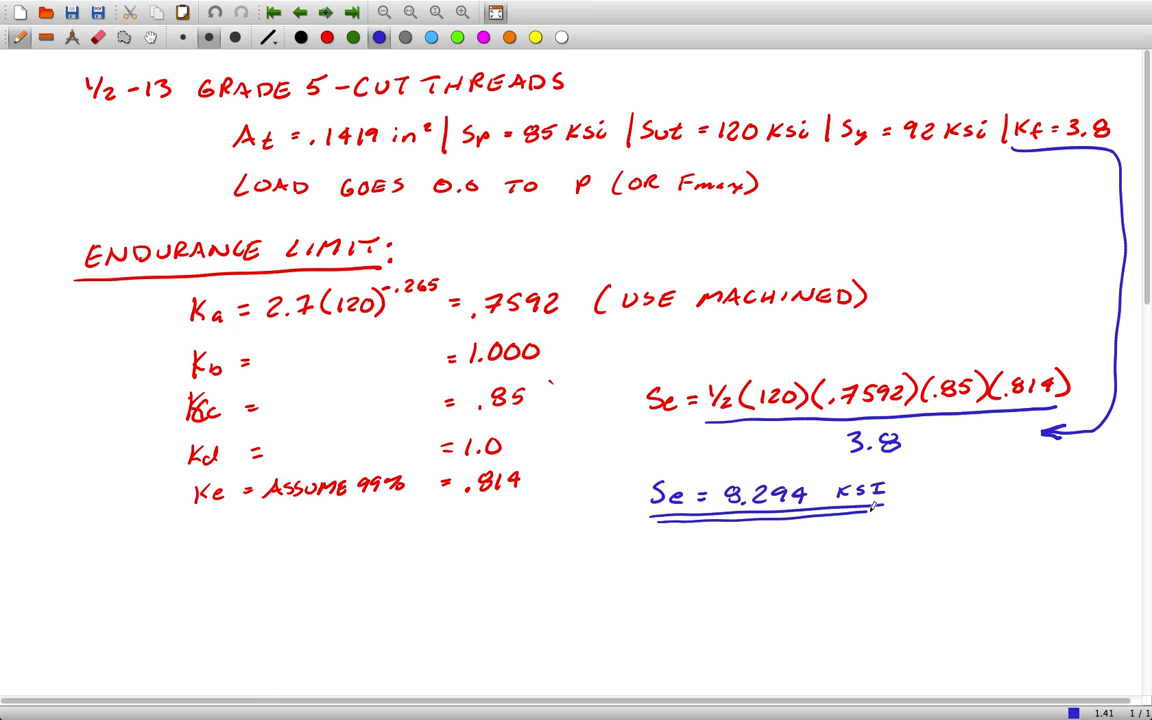 1/2-13 GRADE 5-CUT THREADS
At = .1419 in² | Sp = 85 Ksi | Sut = 120 Ksi | Sy = 92 Ksi | Kf = 3.8
LOAD GOES 0.0 TO P (OR Fmax)
ENDURANCE LIMIT:
Ka = 2.7(120)^-.265 = .7592 (USE MACHINED)
Kb = = 1.000
Kc = = .85
Kd = = 1.0
Ke = ASSUME 99% = .814
Se = 1/2(120)(.7592)(.85)(.814)
3.8
Se = 8.294 KSI
1.41 1 / 1